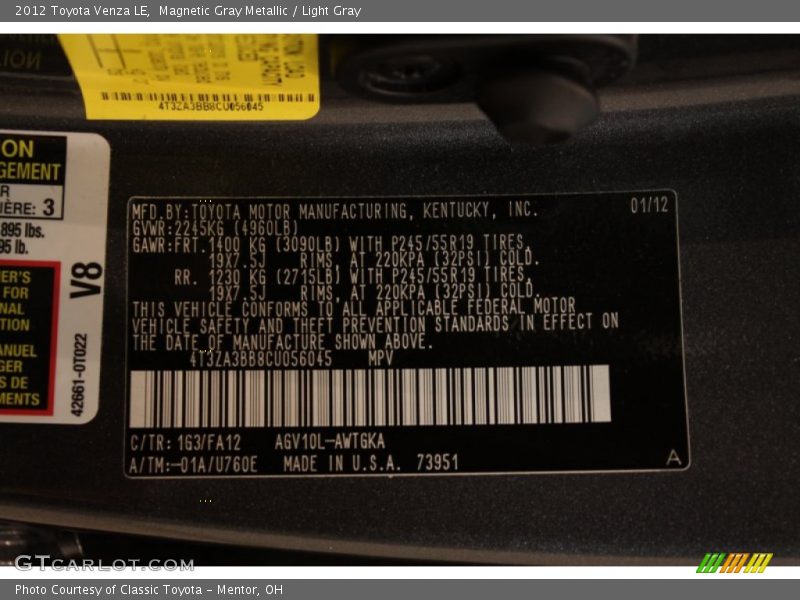 2012 Toyota Venza LE, Magnetic Gray Metallic / Light Gray
4T3ZA3BB8CU056045
ON
GEMENT
IÈRE: 3
895 lbs.
95 lb.
V8
ER'S
FOR
NAL
TION
ANUEL
GER
S DE
MENTS
42661-0T022
MFD.BY:TOYOTA MOTOR MANUFACTURING, KENTUCKY, INC. 01/12
GVWR:2245KG (4960LB)
GAWR:FRT.1400 KG (3090LB) WITH P245/55R19 TIRES,
19X7.5J RIMS, AT 220KPA (32PSI) COLD.
RR. 1230 KG (2715LB) WITH P245/55R19 TIRES,
19X7.5J RIMS, AT 220KPA (32PSI) COLD.
THIS VEHICLE CONFORMS TO ALL APPLICABLE FEDERAL MOTOR
VEHICLE SAFETY AND THEFT PREVENTION STANDARDS IN EFFECT ON
THE DATE OF MANUFACTURE SHOWN ABOVE.
4T3ZA3BB8CU056045 MPV
C/TR: 1G3/FA12 AGV10L-AWTGKA
A/TM:-01A/U760E MADE IN U.S.A. 73951 A
GTCARLOT.COM
Photo Courtesy of Classic Toyota - Mentor, OH